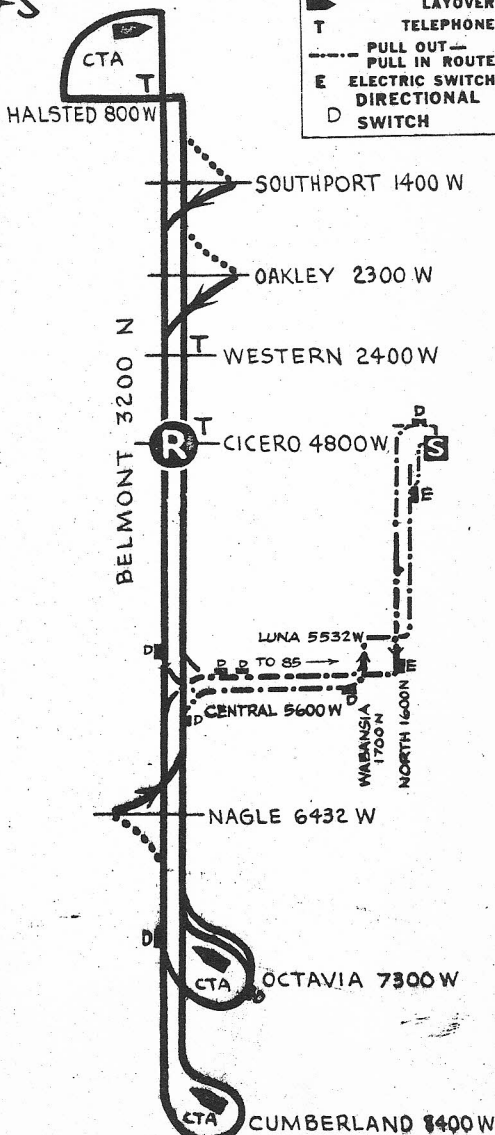 LAYOVER
T TELEPHONE
PULL OUT—
PULL IN ROUTE
E ELECTRIC SWITCH
D DIRECTIONAL
SWITCH
CTA
T
HALSTED 800W
SOUTHPORT 1400 W
OAKLEY 2300 W
T
WESTERN 2400W
BELMONT 3200 N
T
R
CICERO 4800W
D
S
E
D
LUNA 5532W
D D
TO 85
E
CENTRAL 5600W
D
D
WABANSIA
1700N
NORTH 1600N
NAGLE 6432 W
D
CTA
OCTAVIA 7300W
D
CTA
CUMBERLAND 8400W